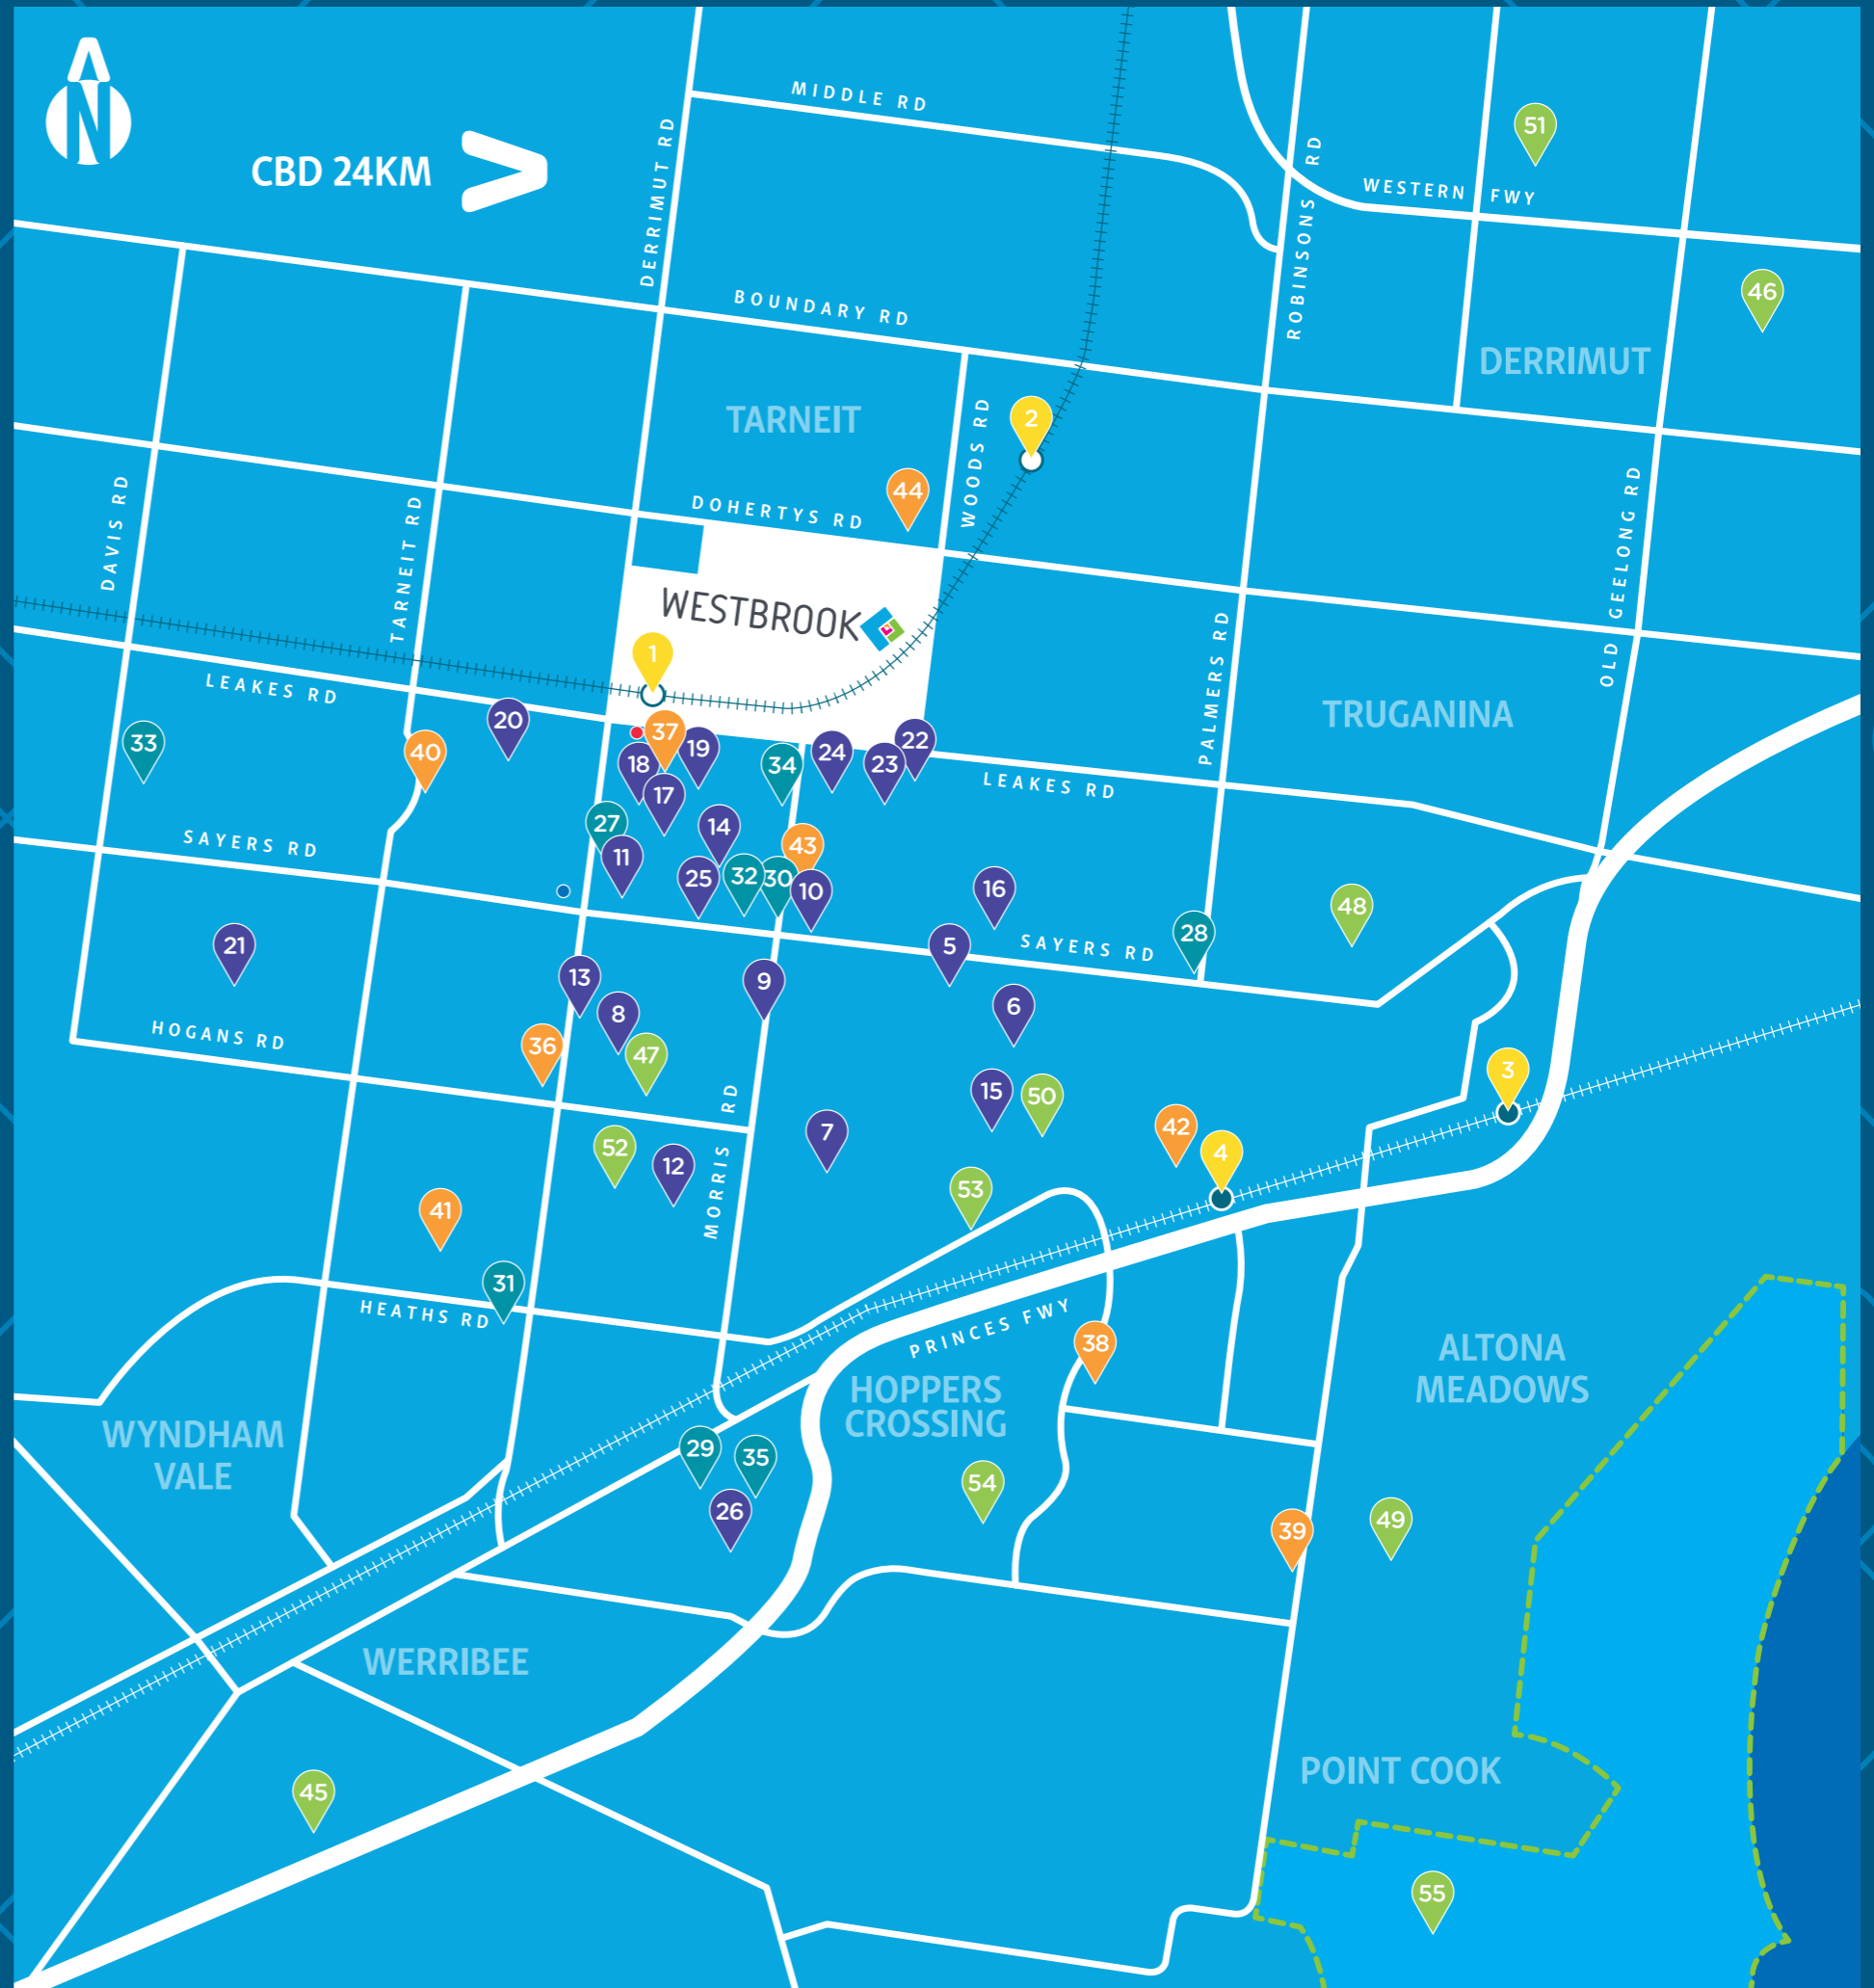 N
CBD 24KM
MIDDLE RD
DERRIMUT RD
ROBINSONS RD
51
WESTERN FWY
46
BOUNDARY RD
DERRIMUT
TARNEIT
WOODS RD
2
44
DOHERTYS RD
DAVIS RD
TARNEIT RD
OLD GEELONG RD
WESTBROOK
1
PALMERS RD
LEAKES RD
TRUGANINA
20
33
40
37
19
18
34
24
23
22
17
LEAKES RD
27
14
43
11
SAYERS RD
25
32
30
10
16
48
28
21
5
SAYERS RD
13
9
8
6
HOGANS RD
36
47
3
15
50
MORRIS RD
7
42
4
52
12
53
41
31
HEATHS RD
PRINCES FWY
38
ALTONA
MEADOWS
HOPPERS
CROSSING
WYNDHAM
VALE
29
35
54
26
39
49
WERRIBEE
POINT COOK
45
55